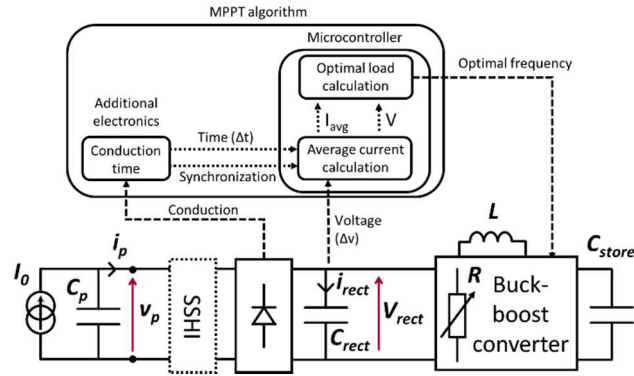 MPPT algorithm
Microcontroller
Optimal load
calculation
Optimal frequency
Additional
electronics
I_avg
V
Time (Δt)
Conduction
time
Average current
calculation
Synchronization
Conduction
Voltage
(Δv)
L
C_store
i_p
I_0
C_p
v_p
SSHI
i_rect
C_rect
V_rect
R
Buck-
boost
converter